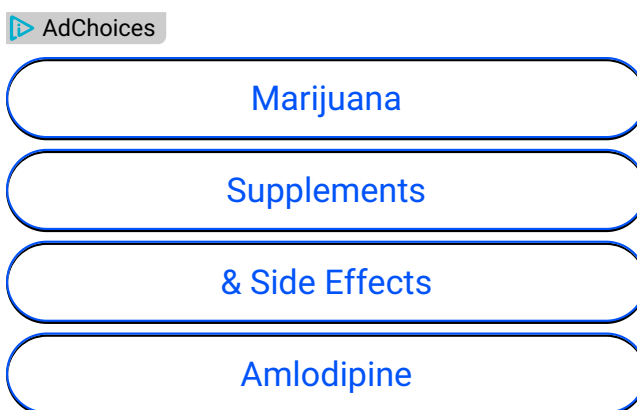 AdChoices
Marijuana
Supplements
& Side Effects
Amlodipine